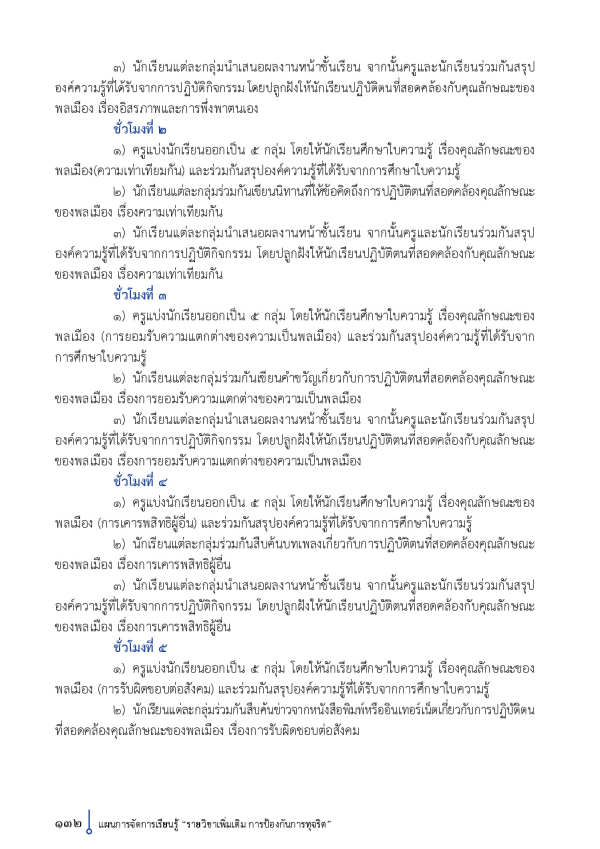 ๓) นักเรียนแต่ละกลุ่มนำเสนอผลงานหน้าชั้นเรียน จากนั้นครูและนักเรียนร่วมกันสรุป
องค์ความรู้ที่ได้รับจากการปฏิบัติกิจกรรม โดยปลูกฝังให้นักเรียนปฏิบัติตนที่สอดคล้องกับคุณลักษณะของ
พลเมือง เรื่องอิสรภาพและการพึ่งพาตนเอง
ชั่วโมงที่ ๒
๑) ครูแบ่งนักเรียนออกเป็น ๕ กลุ่ม โดยให้นักเรียนศึกษาใบความรู้ เรื่องคุณลักษณะของ
พลเมือง(ความเท่าเทียมกัน) และร่วมกันสรุปองค์ความรู้ที่ได้รับจากการศึกษาใบความรู้
๒) นักเรียนแต่ละกลุ่มร่วมกันเขียนนิทานที่ให้ข้อคิดถึงการปฏิบัติตนที่สอดคล้องคุณลักษณะ
ของพลเมือง เรื่องความเท่าเทียมกัน
๓) นักเรียนแต่ละกลุ่มนำเสนอผลงานหน้าชั้นเรียน จากนั้นครูและนักเรียนร่วมกันสรุป
องค์ความรู้ที่ได้รับจากการปฏิบัติกิจกรรม โดยปลูกฝังให้นักเรียนปฏิบัติตนที่สอดคล้องกับคุณลักษณะ
ของพลเมือง เรื่องความเท่าเทียมกัน
ชั่วโมงที่ ๓
๑) ครูแบ่งนักเรียนออกเป็น ๕ กลุ่ม โดยให้นักเรียนศึกษาใบความรู้ เรื่องคุณลักษณะของ
พลเมือง (การยอมรับความแตกต่างของความเป็นพลเมือง) และร่วมกันสรุปองค์ความรู้ที่ได้รับจาก
การศึกษาใบความรู้
๒) นักเรียนแต่ละกลุ่มร่วมกันเขียนคำขวัญเกี่ยวกับการปฏิบัติตนที่สอดคล้องคุณลักษณะ
ของพลเมือง เรื่องการยอมรับความแตกต่างของความเป็นพลเมือง
๓) นักเรียนแต่ละกลุ่มนำเสนอผลงานหน้าชั้นเรียน จากนั้นครูและนักเรียนร่วมกันสรุป
องค์ความรู้ที่ได้รับจากการปฏิบัติกิจกรรม โดยปลูกฝังให้นักเรียนปฏิบัติตนที่สอดคล้องกับคุณลักษณะ
ของพลเมือง เรื่องการยอมรับความแตกต่างของความเป็นพลเมือง
ชั่วโมงที่ ๔
๑) ครูแบ่งนักเรียนออกเป็น ๕ กลุ่ม โดยให้นักเรียนศึกษาใบความรู้ เรื่องคุณลักษณะของ
พลเมือง (การเคารพสิทธิผู้อื่น) และร่วมกันสรุปองค์ความรู้ที่ได้รับจากการศึกษาใบความรู้
๒) นักเรียนแต่ละกลุ่มร่วมกันสืบค้นบทเพลงเกี่ยวกับการปฏิบัติตนที่สอดคล้องคุณลักษณะ
ของพลเมือง เรื่องการเคารพสิทธิผู้อื่น
๓) นักเรียนแต่ละกลุ่มนำเสนอผลงานหน้าชั้นเรียน จากนั้นครูและนักเรียนร่วมกันสรุป
องค์ความรู้ที่ได้รับจากการปฏิบัติกิจกรรม โดยปลูกฝังให้นักเรียนปฏิบัติตนที่สอดคล้องกับคุณลักษณะ
ของพลเมือง เรื่องการเคารพสิทธิผู้อื่น
ชั่วโมงที่ ๕
๑) ครูแบ่งนักเรียนออกเป็น ๕ กลุ่ม โดยให้นักเรียนศึกษาใบความรู้ เรื่องคุณลักษณะของ
พลเมือง (การรับผิดชอบต่อสังคม) และร่วมกันสรุปองค์ความรู้ที่ได้รับจากการศึกษาใบความรู้
๒) นักเรียนแต่ละกลุ่มร่วมกันสืบค้นข่าวจากหนังสือพิมพ์หรืออินเทอร์เน็ตเกี่ยวกับการปฏิบัติตน
ที่สอดคล้องคุณลักษณะของพลเมือง เรื่องการรับผิดชอบต่อสังคม
๑๓๒ แผนการจัดการเรียนรู้ “รายวิชาเพิ่มเติม การป้องกันการทุจริต”